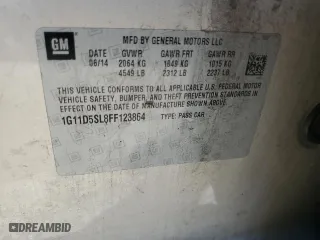 GM
MFD BY GENERAL MOTORS LLC
DATE GVWR GAWR FRT GAWR RR
08/14 2064 KG 1049 KG 1015 KG
4549 LB 2312 LB 2237 LB
THIS VEHICLE CONFORMS TO ALL APPLICABLE U.S. FEDERAL MOTOR VEHICLE
SAFETY, BUMPER, AND THEFT PREVENTION STANDARDS IN
EFFECT ON THE DATE OF MANUFACTURE SHOWN ABOVE.
1G11D5SL8FF123864 TYPE: PASS CAR
DREAMBID